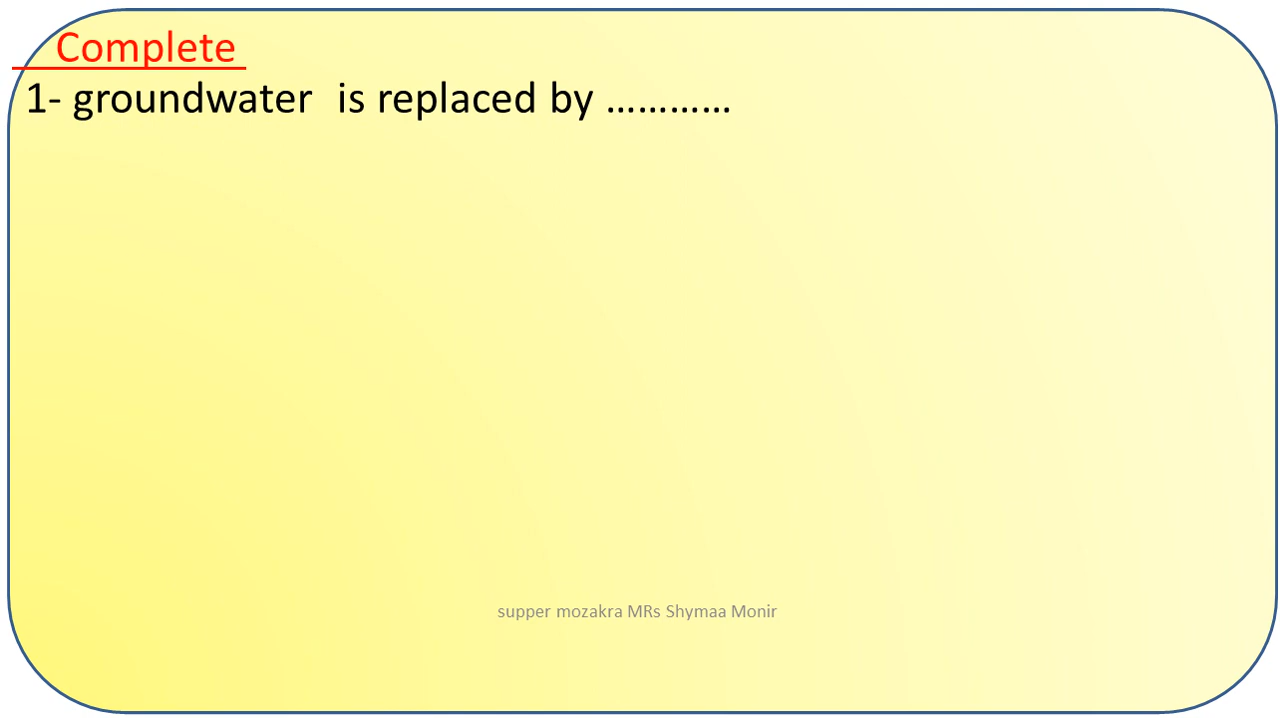 Complete
1- groundwater is replaced by …………
supper mozakra MRs Shymaa Monir